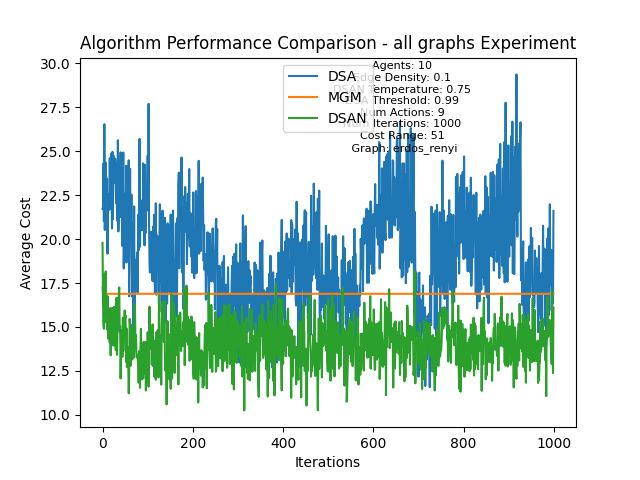 Algorithm Performance Comparison - all graphs Experiment
DSA
MGM
DSAN
Agents: 10
Edge Density: 0.1
DSAN Temperature: 0.75
Threshold: 0.99
Num Actions: 9
Num Iterations: 1000
Cost Range: 51
Graph: erdos_renyi
Average Cost
30.0
27.5
25.0
22.5
20.0
17.5
15.0
12.5
10.0
0
200
400
600
800
1000
Iterations